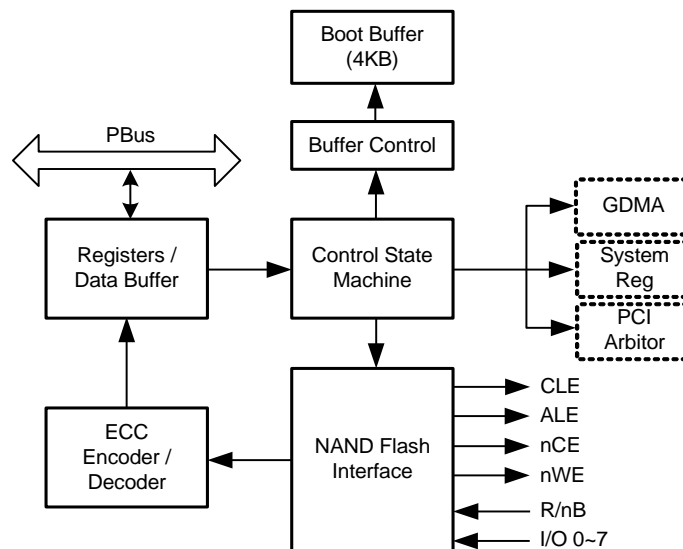 Boot Buffer
(4KB)
PBus
Buffer Control
Registers /
Data Buffer
Control State
Machine
GDMA
System
Reg
PCI
Arbitor
ECC
Encoder /
Decoder
NAND Flash
Interface
CLE
ALE
nCE
nWE
R/nB
I/O 0~7